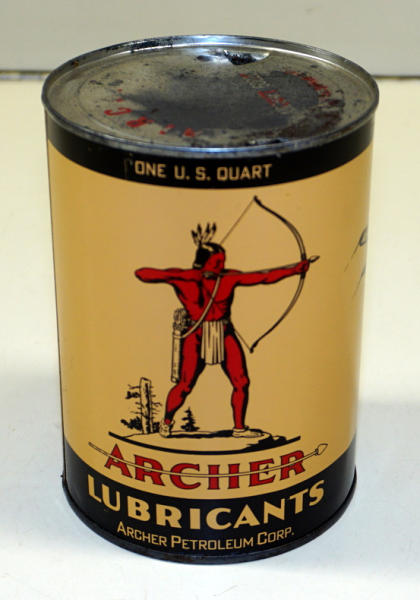 ONE U. S. QUART
ARCHER
LUBRICANTS
ARCHER PETROLEUM CORP.